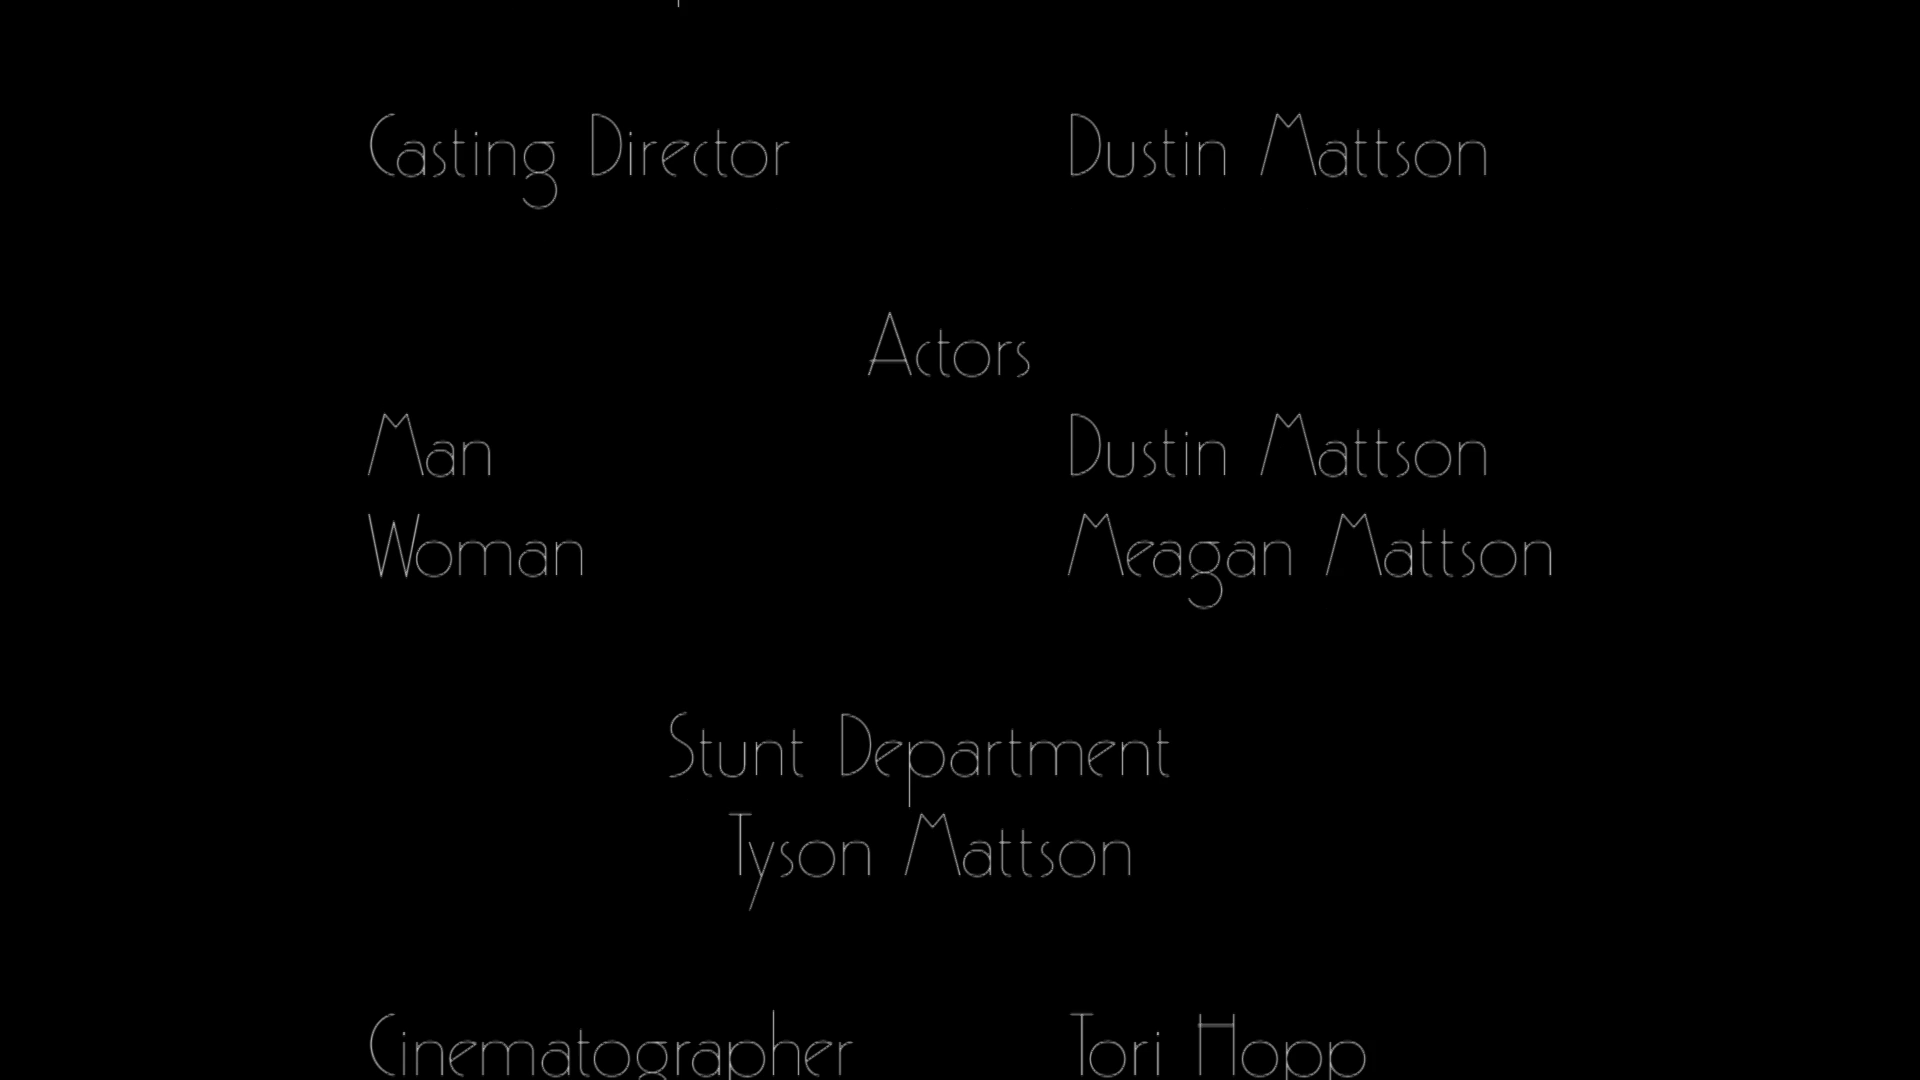 Casting Director Dustin Mattson
Actors
Man Dustin Mattson
Woman Meagan Mattson
Stunt Department
Tyson Mattson
Cinematographer Tori Hopp